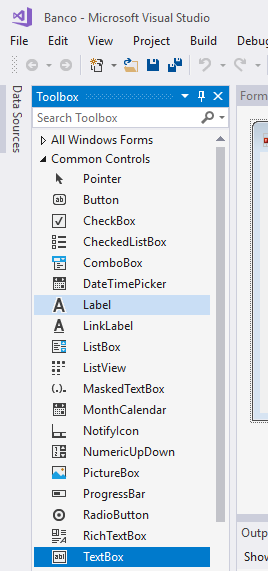 Banco - Microsoft Visual Studio
File Edit View Project Build Debug
Data Sources
Toolbox
Form
Search Toolbox
All Windows Forms
Common Controls
Pointer
Button
CheckBox
CheckedListBox
ComboBox
DateTimePicker
Label
LinkLabel
ListBox
ListView
MaskedTextBox
MonthCalendar
NotifyIcon
NumericUpDown
PictureBox
ProgressBar
RadioButton
RichTextBox
TextBox
Outp
Show